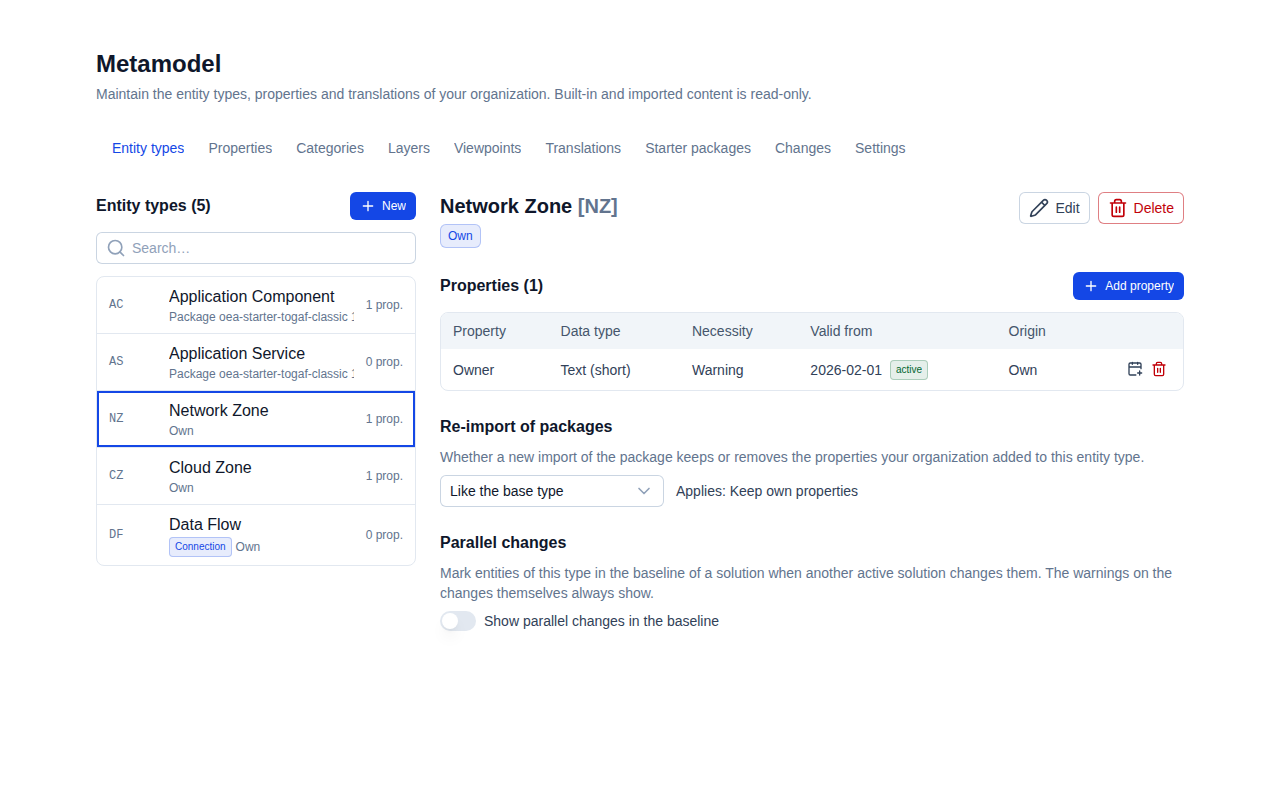 Metamodel
Maintain the entity types, properties and translations of your organization. Built-in and imported content is read-only.
Entity types Properties Categories Layers Viewpoints Translations Starter packages Changes Settings
Entity types (5)
New
Search…
AC Application Component 1 prop.
Package oea-starter-togaf-classic
AS Application Service 0 prop.
Package oea-starter-togaf-classic
NZ Network Zone 1 prop.
Own
CZ Cloud Zone 1 prop.
Own
DF Data Flow 0 prop.
Connection Own
Network Zone [NZ]
Own
Edit
Delete
Properties (1)
Add property
Property Data type Necessity Valid from Origin
Owner Text (short) Warning 2026-02-01 active Own
Re-import of packages
Whether a new import of the package keeps or removes the properties your organization added to this entity type.
Like the base type
Applies: Keep own properties
Parallel changes
Mark entities of this type in the baseline of a solution when another active solution changes them. The warnings on the
changes themselves always show.
Show parallel changes in the baseline